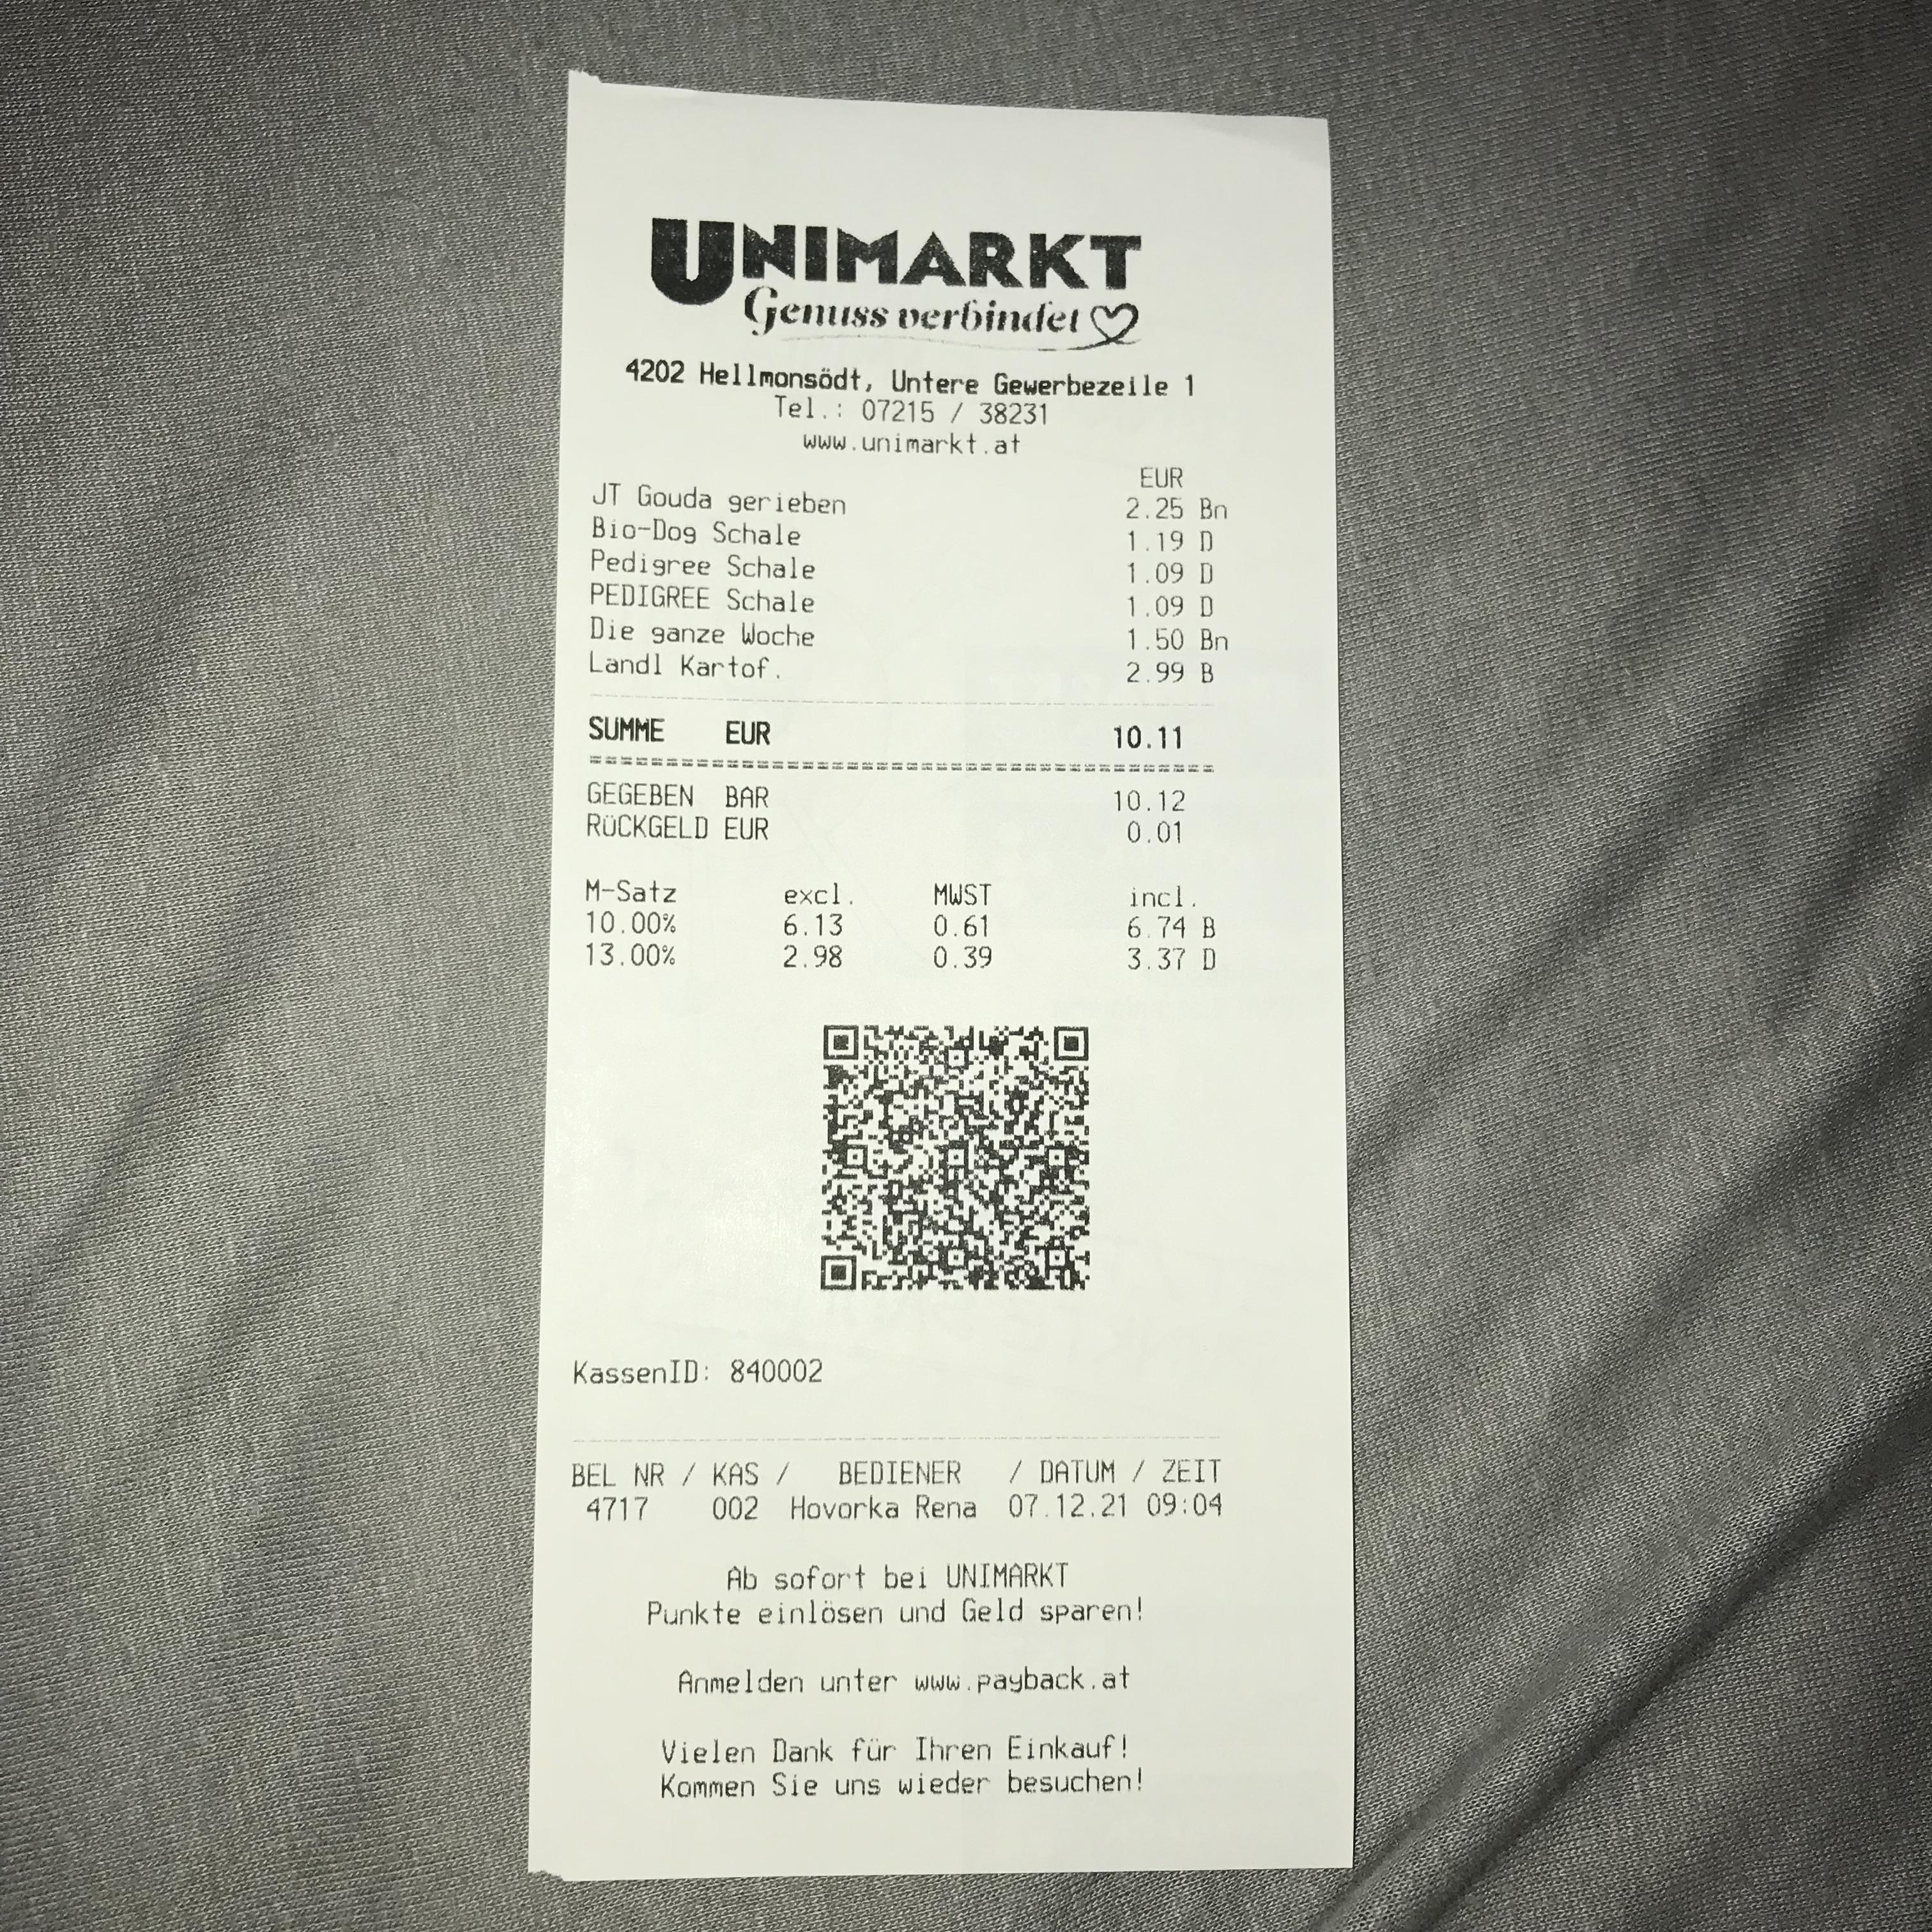 UNIMARKT
Genuss verbindet
4202 Hellmonsödt, Untere Gewerbezeile 1
Tel.: 07215 / 38231
www.unimarkt.at
EUR
JT Gouda gerieben 2.25 Bn
Bio-Dog Schale 1.19 D
Pedigree Schale 1.09 D
PEDIGREE Schale 1.09 D
Die ganze Woche 1.50 Bn
Landl Kartof. 2.99 B
SUMME EUR 10.11
GEGEBEN BAR 10.12
RüCKGELD EUR 0.01
M-Satz excl. MWST incl.
10.00% 6.13 0.61 6.74 B
13.00% 2.98 0.39 3.37 D
KassenID: 840002
BEL NR / KAS / BEDIENER / DATUM / ZEIT
4717 002 Hovorka Rena 07.12.21 09:04
Ab sofort bei UNIMARKT
Punkte einlösen und Geld sparen!
Anmelden unter www.payback.at
Vielen Dank für Ihren Einkauf!
Kommen Sie uns wieder besuchen!